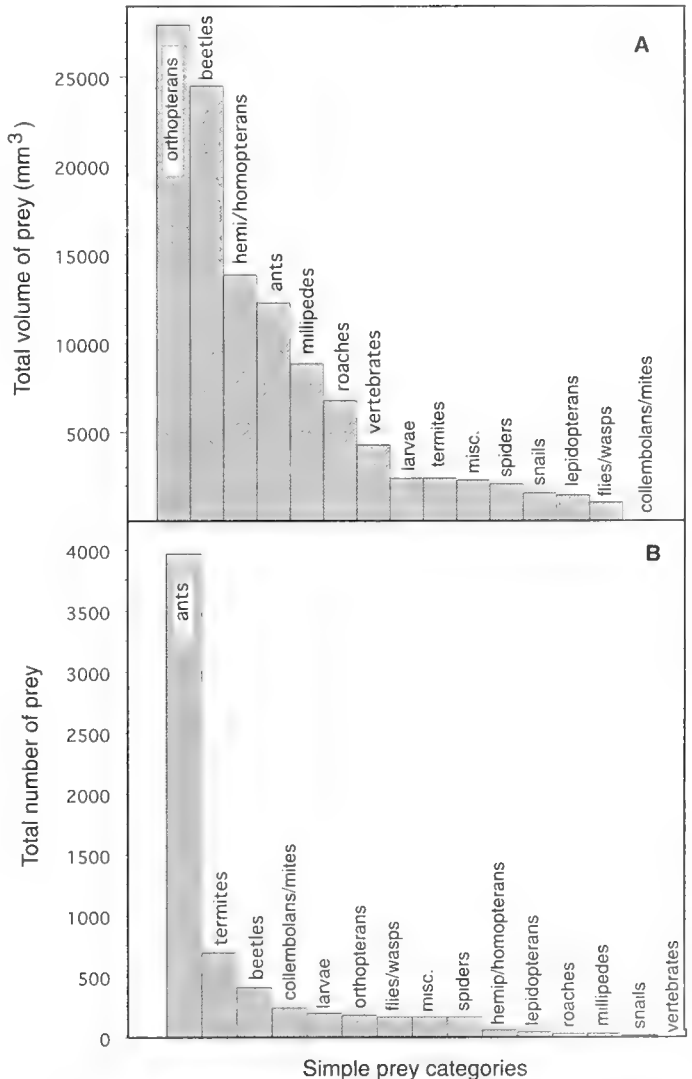 A
Total volume of prey (mm3)
25000
20000
15000
10000
5000
orthopterans
beetles
hemi/homopterans
ants
millipedes
roaches
vertebrates
larvae
termites
misc.
spiders
snails
lepidopterans
flies/wasps
collembolans/mites
B
Total number of prey
4000
3500
3000
2500
2000
1500
1000
500
0
ants
termites
beetles
collembolans/mites
larvae
orthopterans
flies/wasps
misc.
spiders
hemip/homopterans
lepidopterans
roaches
millipedes
snails
vertebrates
Simple prey categories